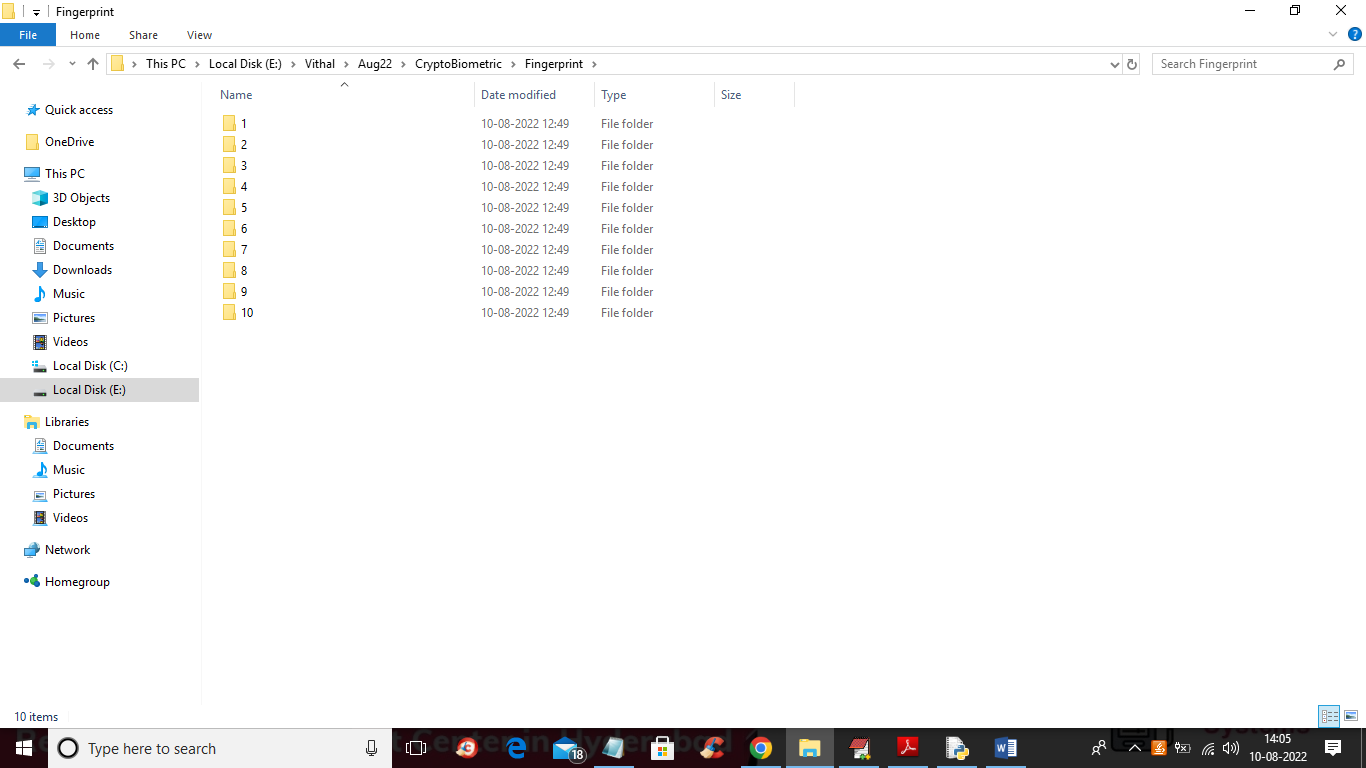 Fingerprint
File Home Share View
This PC Local Disk (E:) Vithal Aug22 CryptoBiometric Fingerprint
Search Fingerprint
Name Date modified Type Size
Quick access
OneDrive
This PC
3D Objects
Desktop
Documents
Downloads
Music
Pictures
Videos
Local Disk (C:)
Local Disk (E:)
Libraries
Documents
Music
Pictures
Videos
Network
Homegroup
1 10-08-2022 12:49 File folder
2 10-08-2022 12:49 File folder
3 10-08-2022 12:49 File folder
4 10-08-2022 12:49 File folder
5 10-08-2022 12:49 File folder
6 10-08-2022 12:49 File folder
7 10-08-2022 12:49 File folder
8 10-08-2022 12:49 File folder
9 10-08-2022 12:49 File folder
10 10-08-2022 12:49 File folder
10 items
Type here to search
18
14:05
10-08-2022